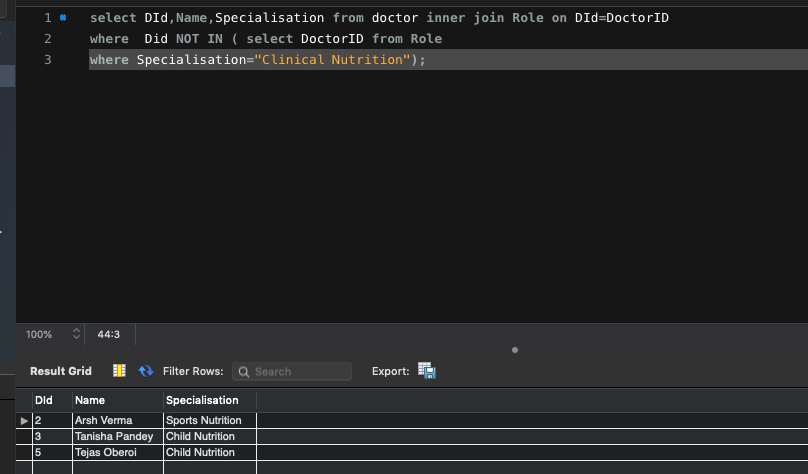 1 select DId,Name,Specialisation from doctor inner join Role on DId=DoctorID
2 where  Did NOT IN ( select DoctorID from Role
3 where Specialisation="Clinical Nutrition");
100% 44:3
Result Grid Filter Rows: Search Export:
DId Name Specialisation
2 Arsh Verma Sports Nutrition
3 Tanisha Pandey Child Nutrition
5 Tejas Oberoi Child Nutrition